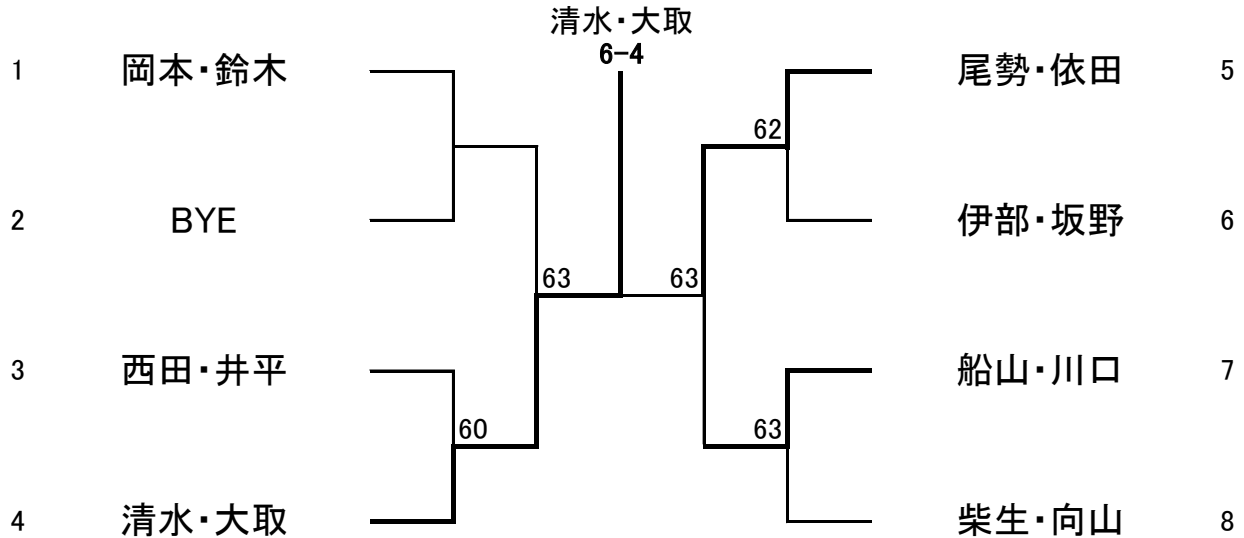 清水・大取
6-4
1 岡本・鈴木 尾勢・依田 5
62
2 BYE 伊部・坂野 6
63 63
3 西田・井平 船山・川口 7
60 63
4 清水・大取 柴生・向山 8